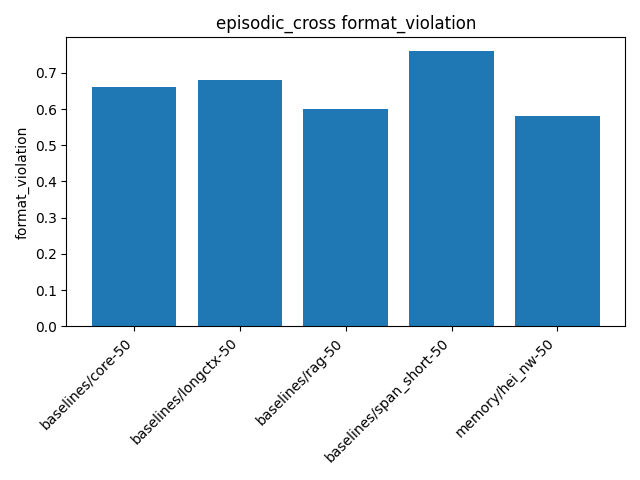 episodic_cross format_violation
format_violation
0.7
0.6
0.5
0.4
0.3
0.2
0.1
0.0
baselines/core-50
baselines/longctx-50
baselines/rag-50
baselines/span_short-50
memory/hei_nw-50